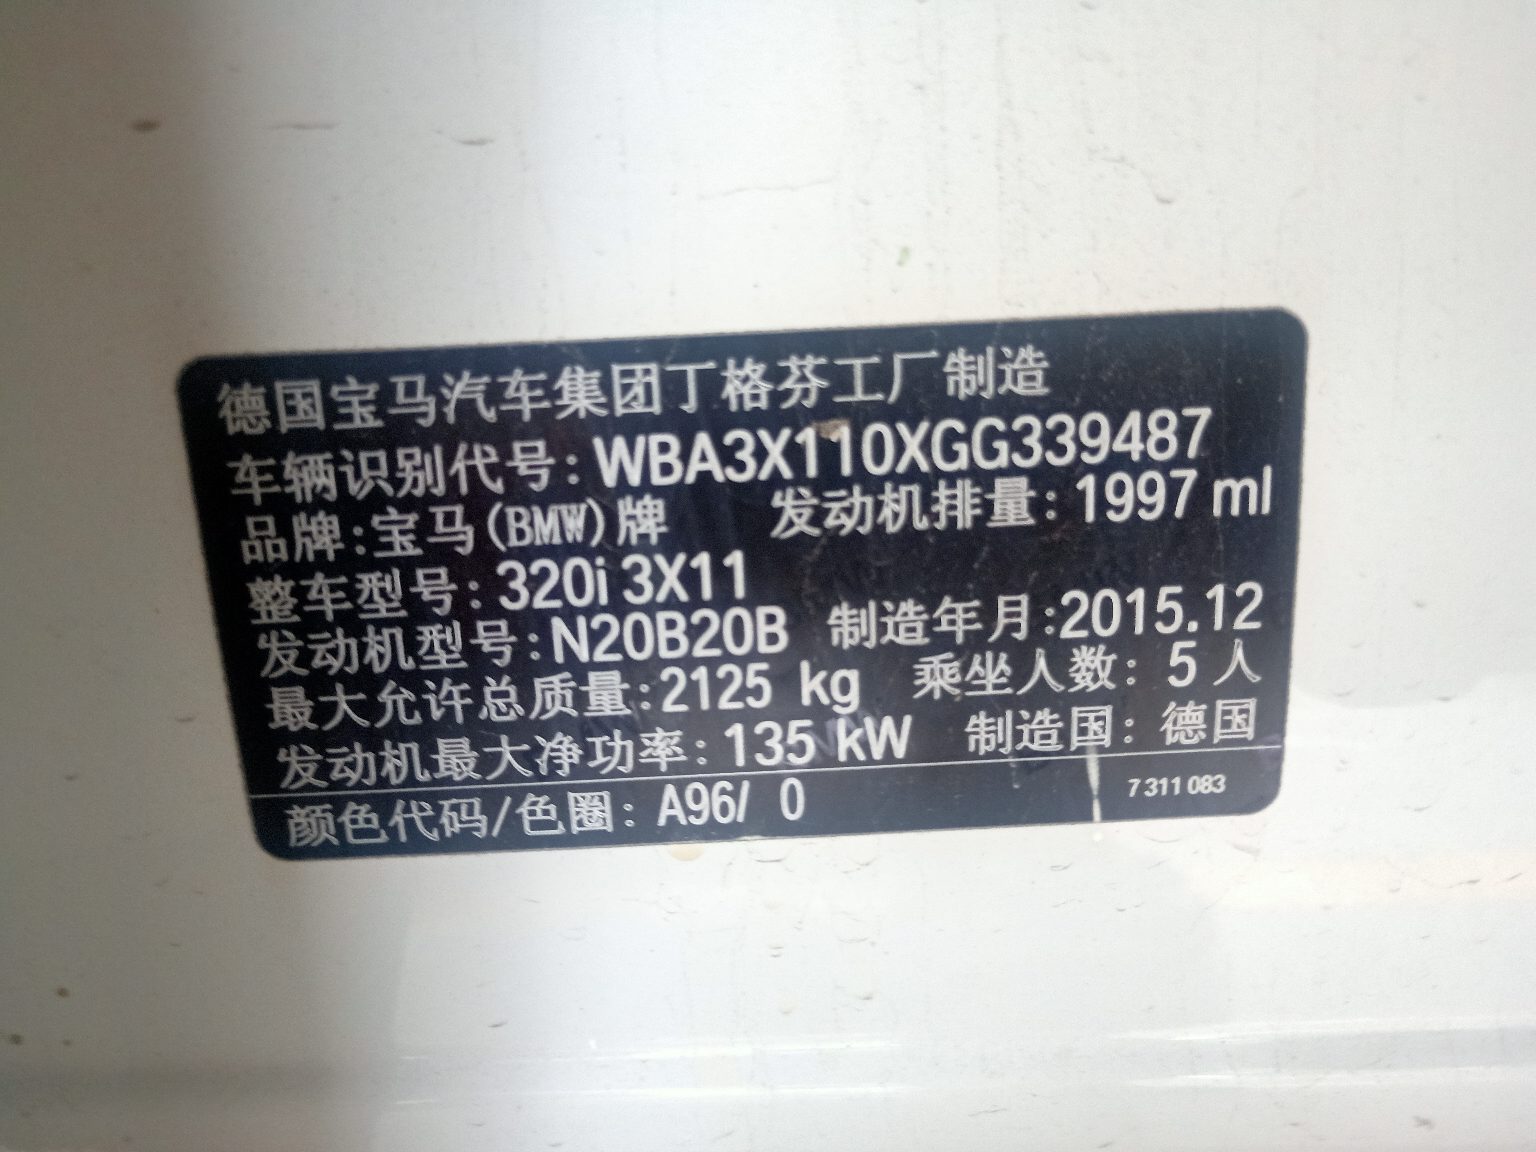 德国宝马汽车集团丁格芬工厂制造
车辆识别代号: WBA3X110XGG339487
品牌:宝马(BMW)牌 发动机排量: 1997 ml
整车型号: 320i 3X11
发动机型号: N20B20B 制造年月:2015.12
最大允许总质量:2125 kg 乘坐人数: 5 人
发动机最大净功率: 135 kW 制造国: 德国
颜色代码/色圈: A96/ 0 7 311 083